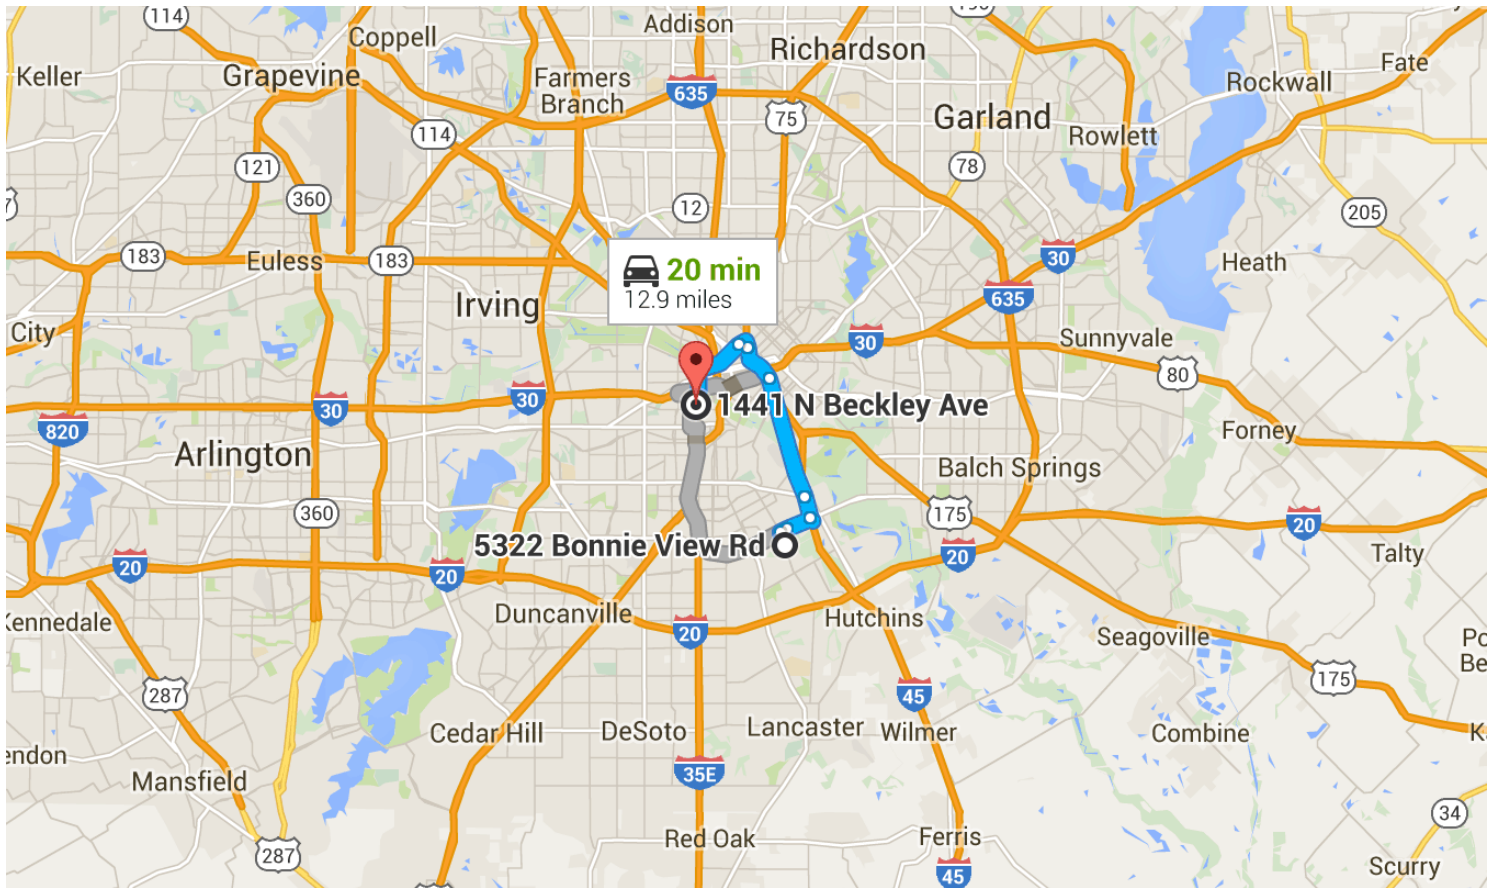 114
Coppell
Addison
Richardson
Keller
Grapevine
Farmers
Branch
635
Rockwall
Fate
75
Garland
Rowlett
114
121
78
360
12
205
183
Euless
183
20 min
12.9 miles
30
Heath
Irving
635
City
30
Sunnyvale
80
30
30
1441 N Beckley Ave
820
Arlington
Forney
Balch Springs
360
175
20
5322 Bonnie View Rd
20
20
20
Talty
Duncanville
Hutchins
Kennedale
20
Seagoville
287
45
175
Cedar Hill
DeSoto
Lancaster
Wilmer
Combine
Mansfield
35E
34
Red Oak
Ferris
287
45
Scurry